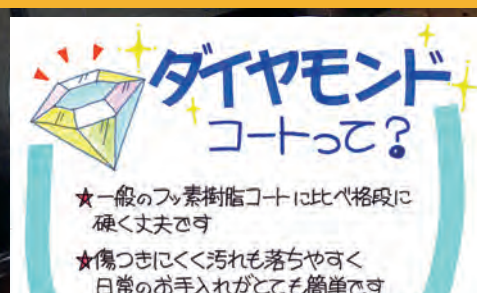 ダイヤモンド
コートって?
★一般のフッ素樹脂コートに比べ格段に
硬く丈夫です
★傷つきにくく汚れも落ちやすく
日常のお手入れがとても簡単です